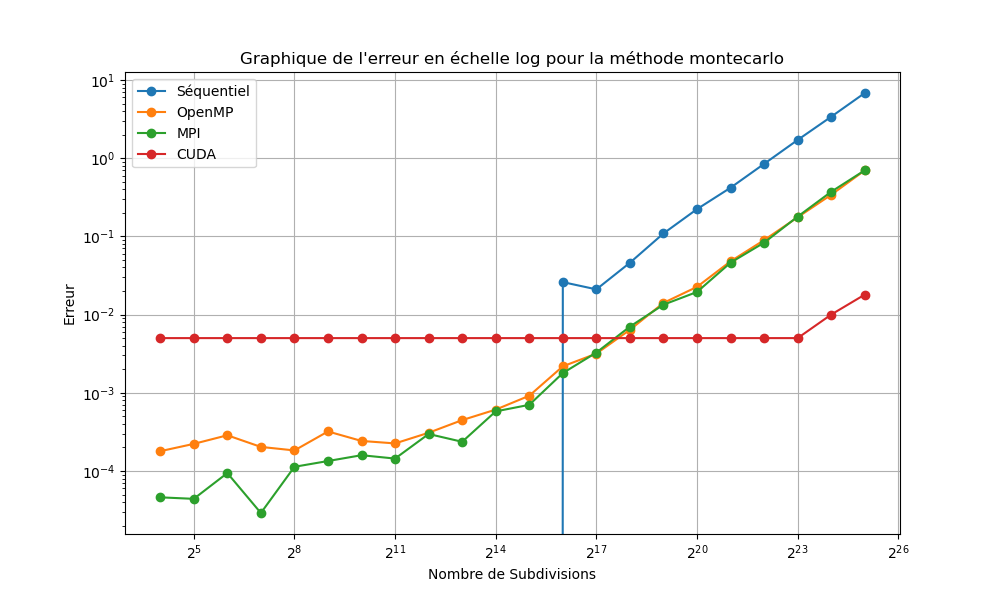 Graphique de l'erreur en échelle log pour la méthode montecarlo
Séquentiel
OpenMP
MPI
CUDA
Erreur
10¹
10⁰
10⁻¹
10⁻²
10⁻³
10⁻⁴
2⁵ 2⁸ 2¹¹ 2¹⁴ 2¹⁷ 2²⁰ 2²³ 2²⁶
Nombre de Subdivisions